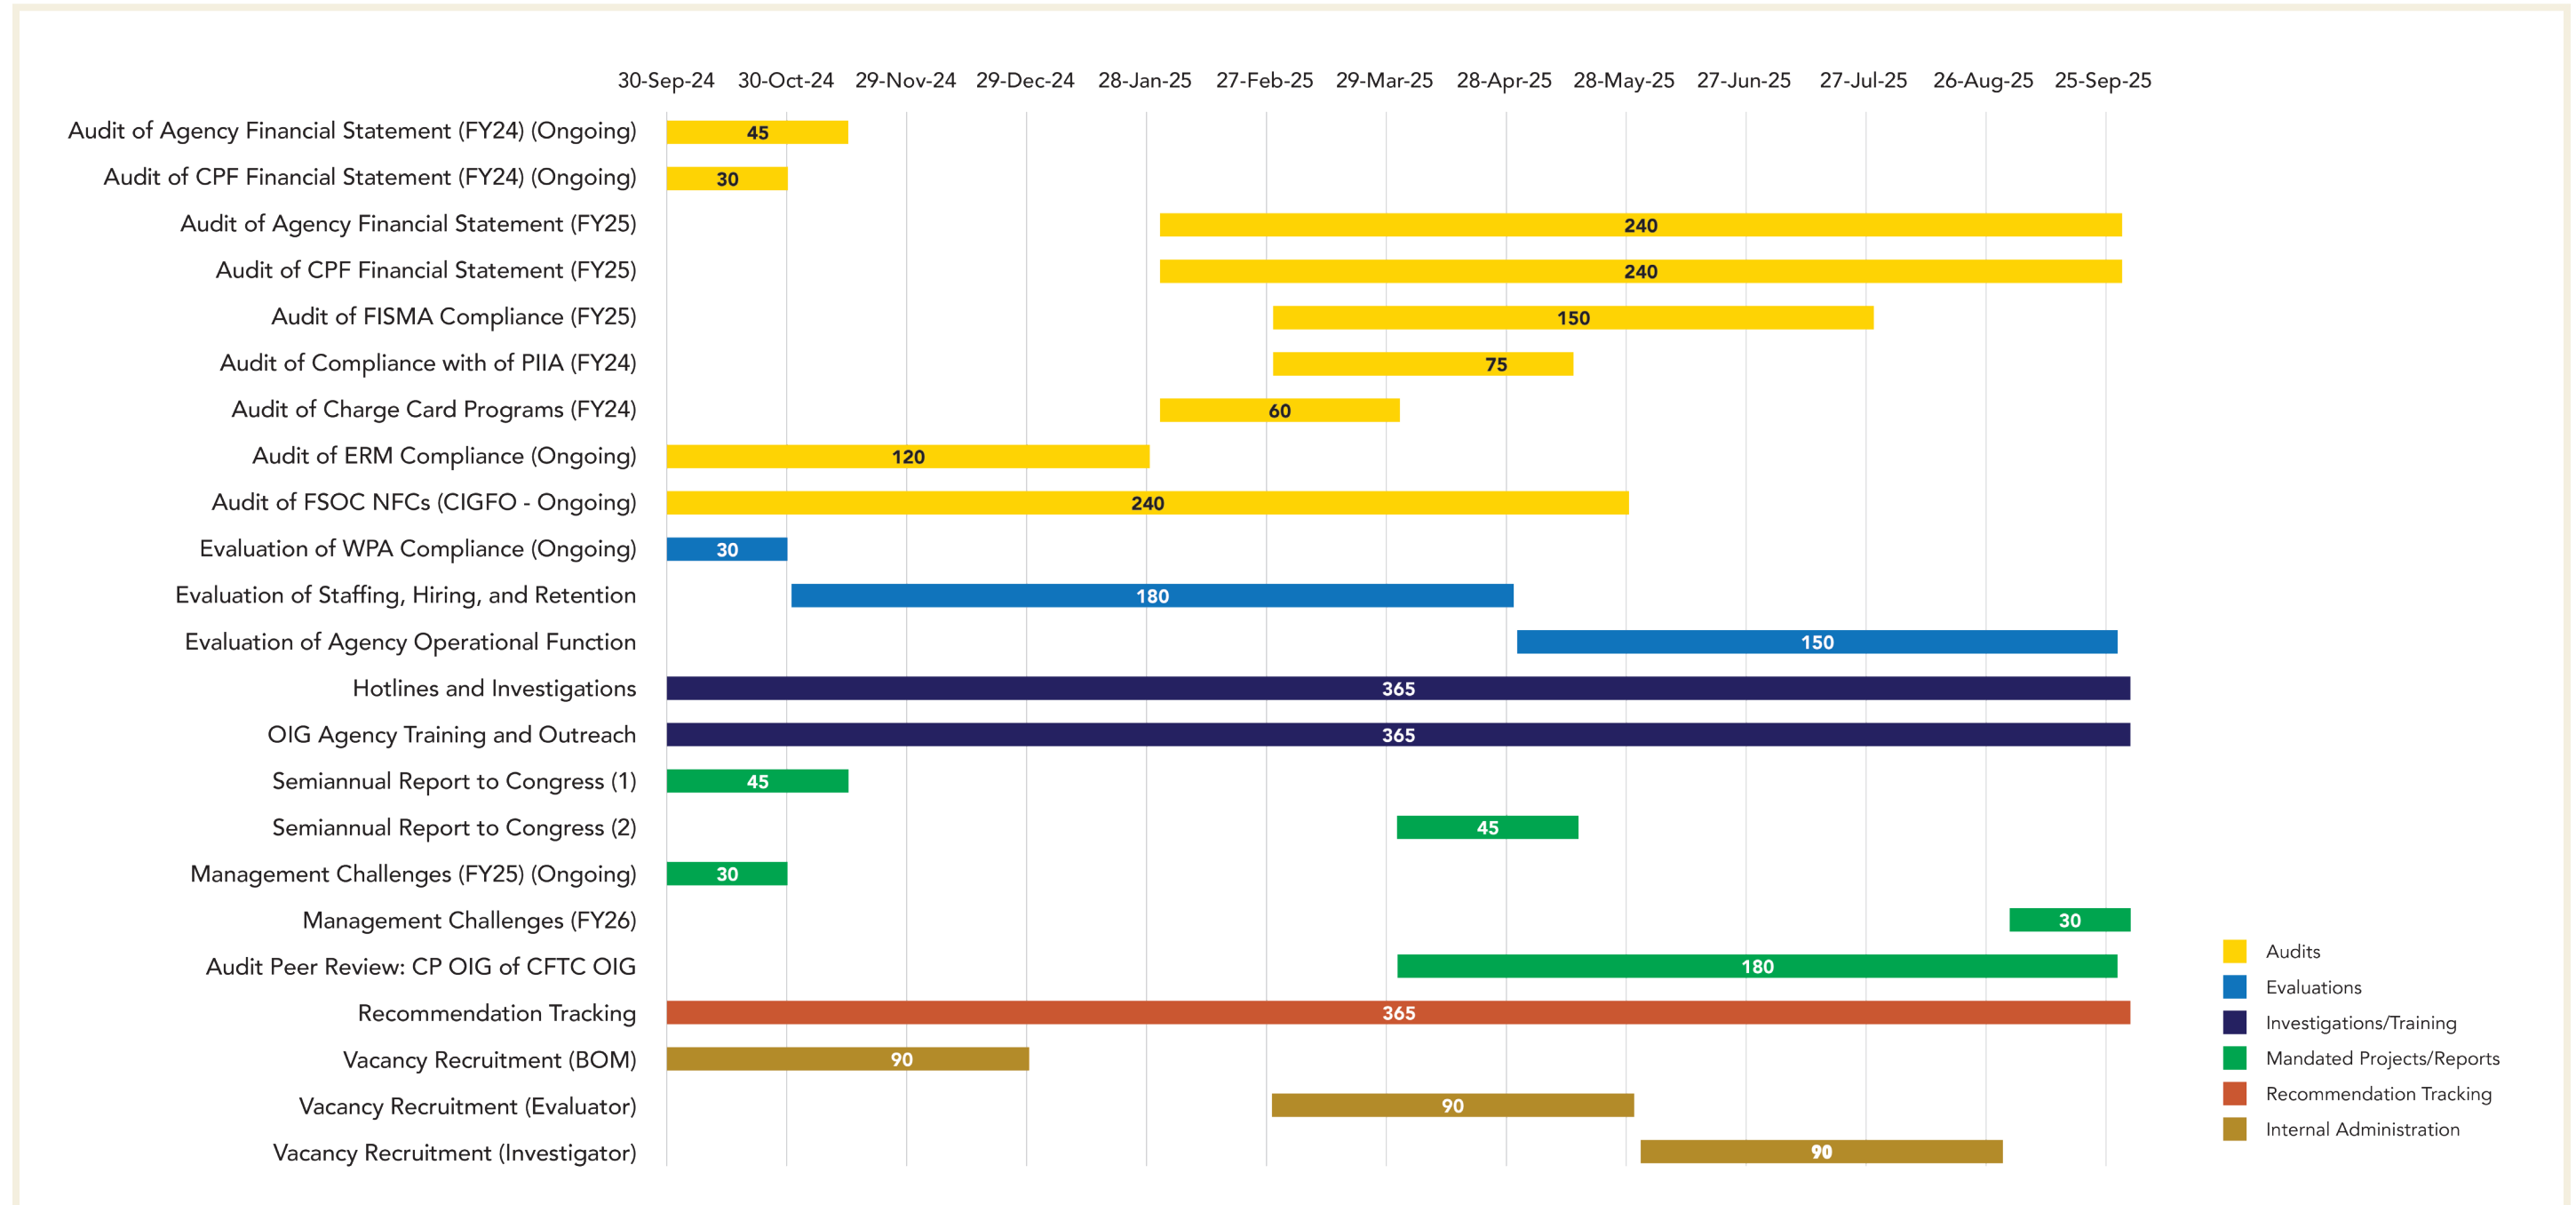 30-Sep-24 30-Oct-24 29-Nov-24 29-Dec-24 28-Jan-25 27-Feb-25 29-Mar-25 28-Apr-25 28-May-25 27-Jun-25 27-Jul-25 26-Aug-25 25-Sep-25
Audit of Agency Financial Statement (FY24) (Ongoing) 45
Audit of CPF Financial Statement (FY24) (Ongoing) 30
Audit of Agency Financial Statement (FY25) 240
Audit of CPF Financial Statement (FY25) 240
Audit of FISMA Compliance (FY25) 150
Audit of Compliance with of PIIA (FY24) 75
Audit of Charge Card Programs (FY24) 60
Audit of ERM Compliance (Ongoing) 120
Audit of FSOC NFCs (CIGFO - Ongoing) 240
Evaluation of WPA Compliance (Ongoing) 30
Evaluation of Staffing, Hiring, and Retention 180
Evaluation of Agency Operational Function 150
Hotlines and Investigations 365
OIG Agency Training and Outreach 365
Semiannual Report to Congress (1) 45
Semiannual Report to Congress (2) 45
Management Challenges (FY25) (Ongoing) 30
Management Challenges (FY26) 30
Audit Peer Review: CP OIG of CFTC OIG 180
Recommendation Tracking 365
Vacancy Recruitment (BOM) 90
Vacancy Recruitment (Evaluator) 90
Vacancy Recruitment (Investigator) 90
Audits
Evaluations
Investigations/Training
Mandated Projects/Reports
Recommendation Tracking
Internal Administration